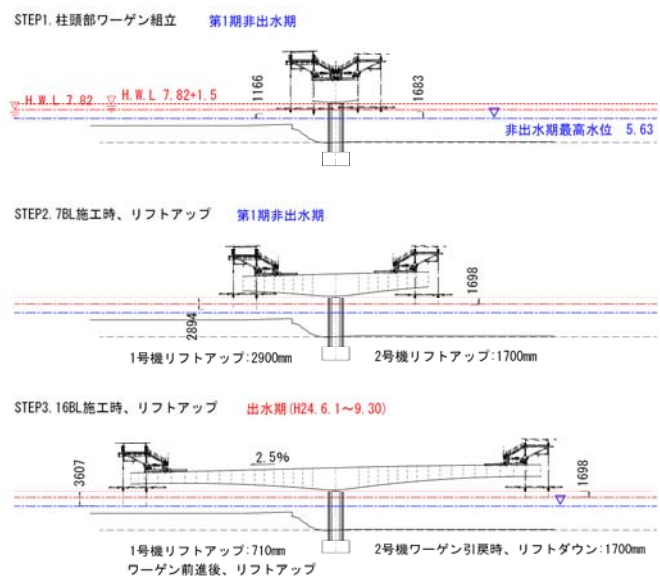 STEP1. 柱頭部ワーゲン組立 第1期非出水期
H.W.L 7.82
H.W.L 7.82+1.5
1166
1683
非出水期最高水位 5.63
STEP2. 7BL施工時、リフトアップ 第1期非出水期
1698
2894
1号機リフトアップ:2900mm 2号機リフトアップ:1700mm
STEP3. 16BL施工時、リフトアップ 出水期(H24.6.1～9.30)
2.5%
3607
1698
1号機リフトアップ:710mm 2号機ワーゲン引戻時、リフトダウン:1700mm
ワーゲン前進後、リフトアップ